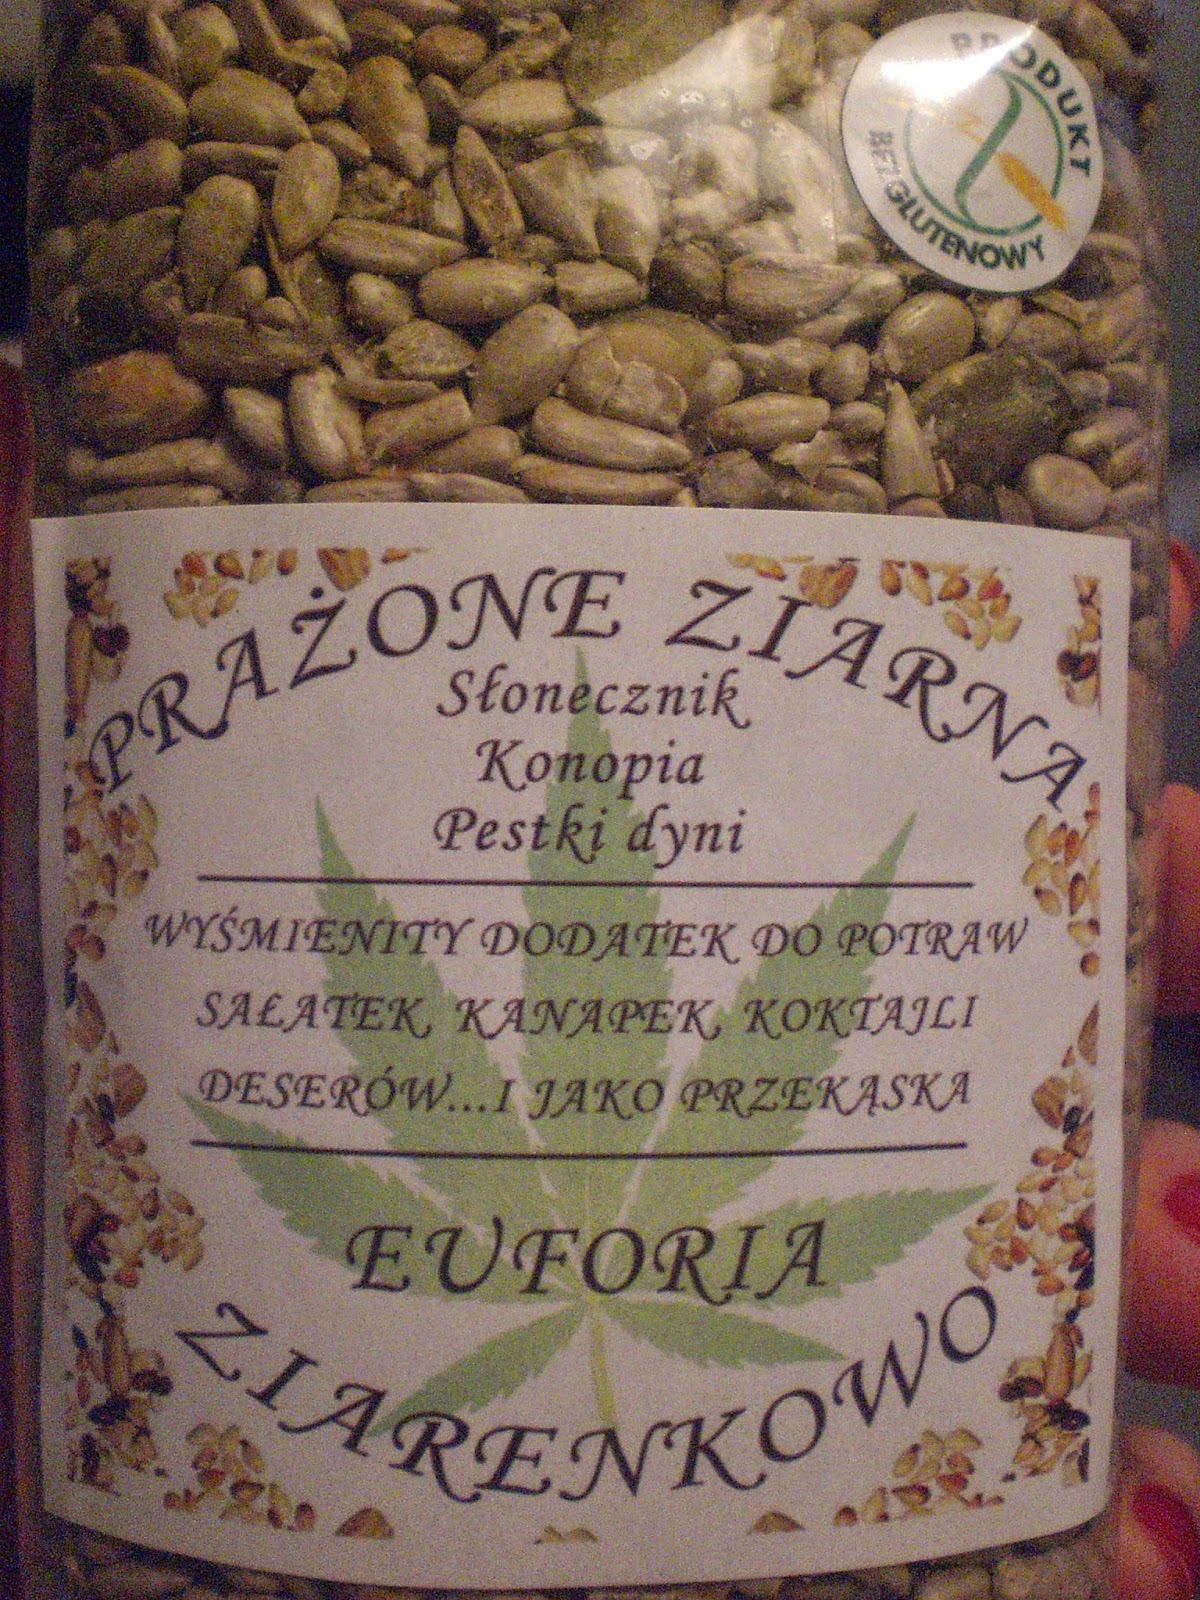 PRODUKT
BEZGLUTENOWY
PRAŻONE ZIARNA
Słonecznik
Konopia
Pestki dyni
WYŚMIENITY DODATEK DO POTRAW
SAŁATEK, KANAPEK, KOKTAJLI
DESERÓW...I JAKO PRZEKĄSKA
EUFORIA
ZIARENKOWO